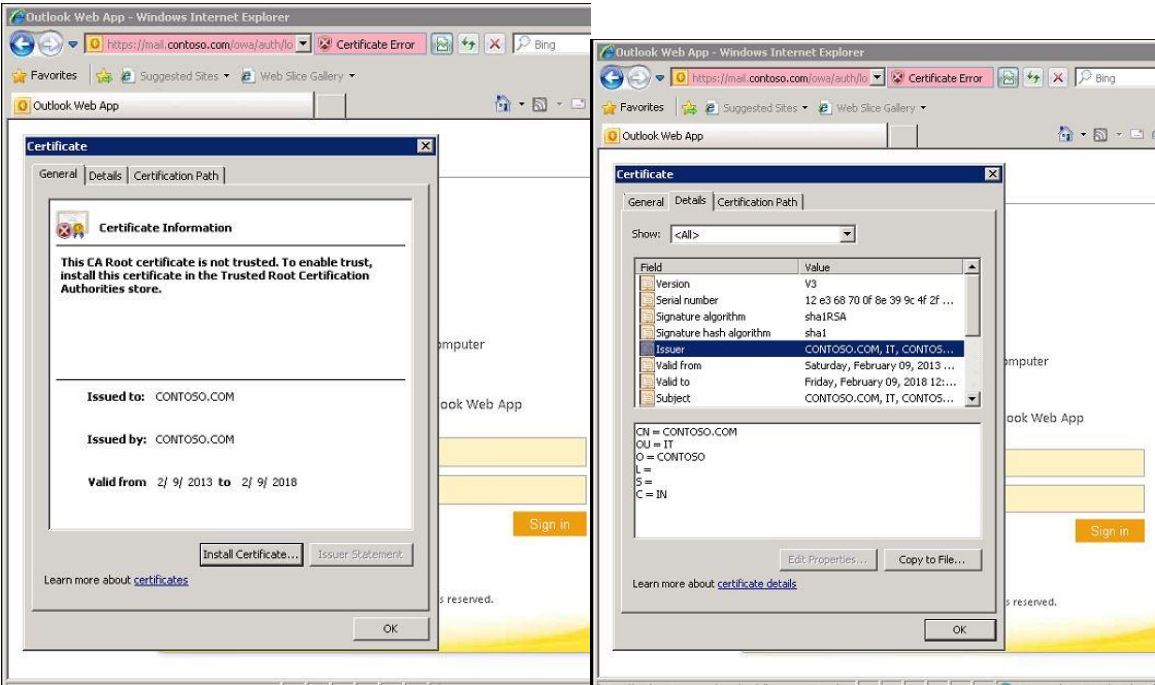 Outlook Web App - Windows Internet Explorer
https://mail.contoso.com/owa/auth/lo
Certificate Error
Bing
Favorites
Suggested Sites
Web Slice Gallery
Outlook Web App
Certificate
General
Details
Certification Path
Certificate Information
This CA Root certificate is not trusted. To enable trust,
install this certificate in the Trusted Root Certification
Authorities store.
Issued to: CONTOSO.COM
Issued by: CONTOSO.COM
Valid from 2/ 9/ 2013 to 2/ 9/ 2018
Install Certificate...
Issuer Statement
Learn more about certificates
OK
omputer
ook Web App
Sign in
s reserved.
Outlook Web App - Windows Internet Explorer
https://mail.contoso.com/owa/auth/lo
Certificate Error
Bing
Favorites
Suggested Sites
Web Slice Gallery
Outlook Web App
Certificate
General
Details
Certification Path
Show: <All>
Field Value
Version V3
Serial number 12 e3 68 70 0f 8e 39 9c 4f 2f ...
Signature algorithm sha1RSA
Signature hash algorithm sha1
Issuer CONTOSO.COM, IT, CONTOS...
Valid from Saturday, February 09, 2013 ...
Valid to Friday, February 09, 2018 12:...
Subject CONTOSO.COM, IT, CONTOS...
CN = CONTOSO.COM
OU = IT
O = CONTOSO
L =
S =
C = IN
Edit Properties...
Copy to File...
Learn more about certificate details
OK
omputer
ook Web App
Sign in
s reserved.